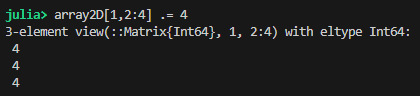 julia> array2D[1,2:4] .= 4
3-element view(::Matrix{Int64}, 1, 2:4) with eltype Int64:
 4
 4
 4